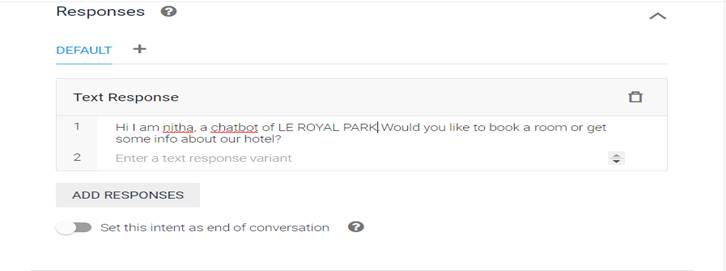 Responses ?
DEFAULT +
Text Response
1 Hi I am nitha, a chatbot of LE ROYAL PARK.Would you like to book a room or get
some info about our hotel?
2 Enter a text response variant
ADD RESPONSES
Set this intent as end of conversation ?